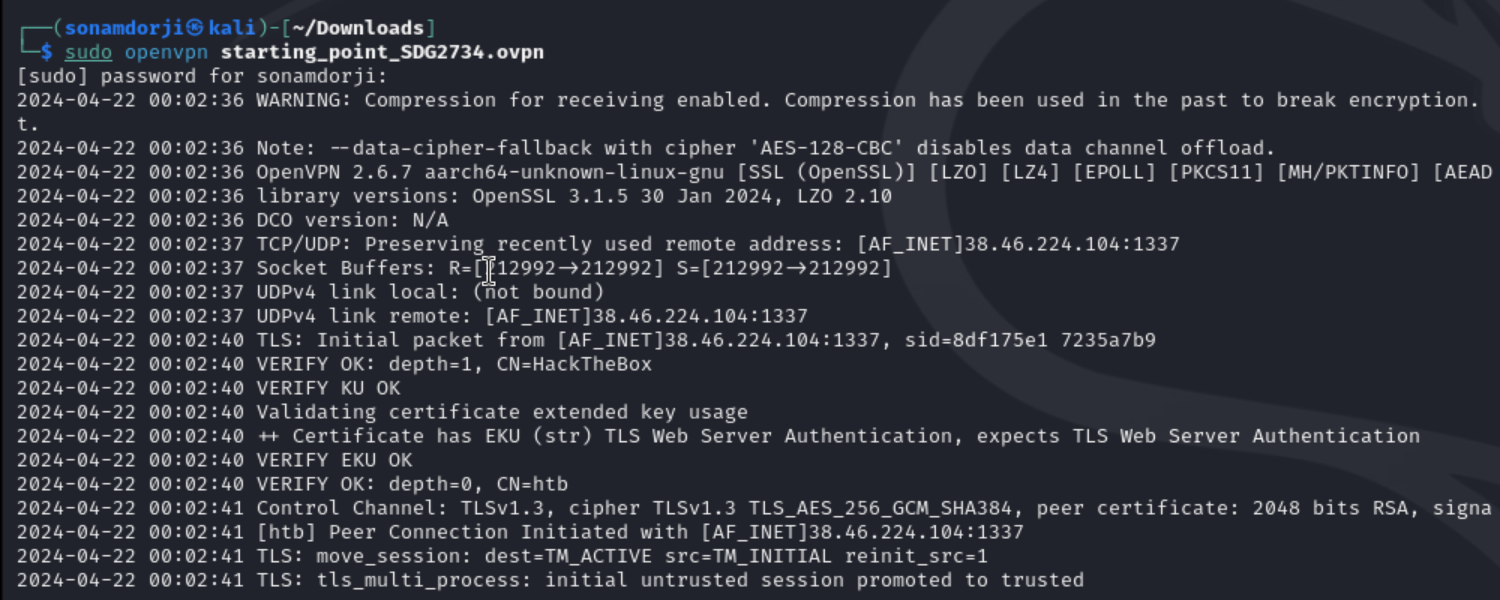 ┌──(sonamdorji㉿kali)-[~/Downloads]
└─$ sudo openvpn starting_point_SDG2734.ovpn
[sudo] password for sonamdorji:
2024-04-22 00:02:36 WARNING: Compression for receiving enabled. Compression has been used in the past to break encryption.
t.
2024-04-22 00:02:36 Note: --data-cipher-fallback with cipher 'AES-128-CBC' disables data channel offload.
2024-04-22 00:02:36 OpenVPN 2.6.7 aarch64-unknown-linux-gnu [SSL (OpenSSL)] [LZO] [LZ4] [EPOLL] [PKCS11] [MH/PKTINFO] [AEAD
2024-04-22 00:02:36 library versions: OpenSSL 3.1.5 30 Jan 2024, LZO 2.10
2024-04-22 00:02:36 DCO version: N/A
2024-04-22 00:02:37 TCP/UDP: Preserving recently used remote address: [AF_INET]38.46.224.104:1337
2024-04-22 00:02:37 Socket Buffers: R=[212992->212992] S=[212992->212992]
2024-04-22 00:02:37 UDPv4 link local: (not bound)
2024-04-22 00:02:37 UDPv4 link remote: [AF_INET]38.46.224.104:1337
2024-04-22 00:02:40 TLS: Initial packet from [AF_INET]38.46.224.104:1337, sid=8df175e1 7235a7b9
2024-04-22 00:02:40 VERIFY OK: depth=1, CN=HackTheBox
2024-04-22 00:02:40 VERIFY KU OK
2024-04-22 00:02:40 Validating certificate extended key usage
2024-04-22 00:02:40 ++ Certificate has EKU (str) TLS Web Server Authentication, expects TLS Web Server Authentication
2024-04-22 00:02:40 VERIFY EKU OK
2024-04-22 00:02:40 VERIFY OK: depth=0, CN=htb
2024-04-22 00:02:41 Control Channel: TLSv1.3, cipher TLSv1.3 TLS_AES_256_GCM_SHA384, peer certificate: 2048 bits RSA, signa
2024-04-22 00:02:41 [htb] Peer Connection Initiated with [AF_INET]38.46.224.104:1337
2024-04-22 00:02:41 TLS: move_session: dest=TM_ACTIVE src=TM_INITIAL reinit_src=1
2024-04-22 00:02:41 TLS: tls_multi_process: initial untrusted session promoted to trusted